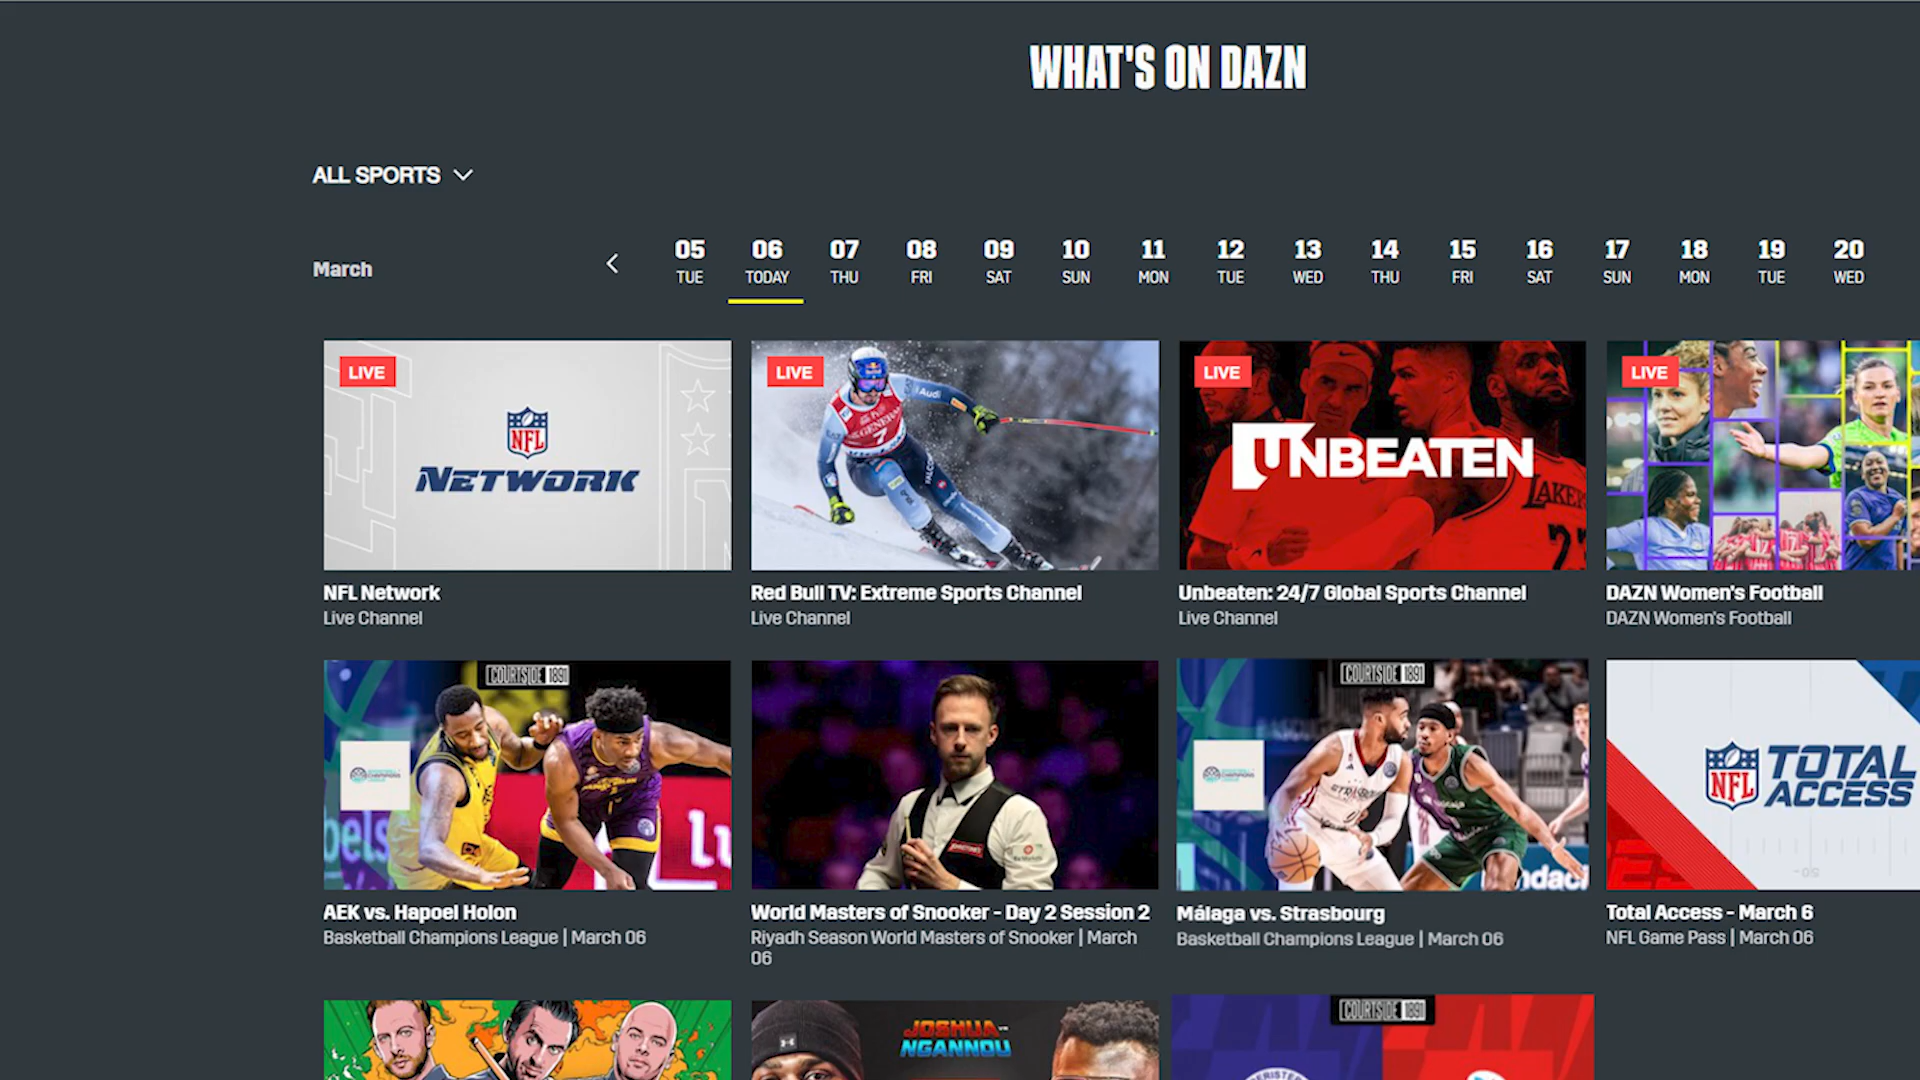 WHAT'S ON DAZN
ALL SPORTS
March
05 06 07 08 09 10 11 12 13 14 15 16 17 18 19 20
TUE TODAY THU FRI SAT SUN MON TUE WED THU FRI SAT SUN MON TUE WED
LIVE
NFL
NETWORK
NFL Network
Live Channel
LIVE
Audi
7
Red Bull TV: Extreme Sports Channel
Live Channel
LIVE
UNBEATEN
LAKERS
Unbeaten: 24/7 Global Sports Channel
Live Channel
LIVE
DAZN Women's Football
DAZN Women's Football
COURTSIDE 1891
AEK vs. Hapoel Holon
Basketball Champions League | March 06
World Masters of Snooker - Day 2 Session 2
Riyadh Season World Masters of Snooker | March
06
COURTSIDE 1891
Málaga vs. Strasbourg
Basketball Champions League | March 06
NFL
TOTAL
ACCESS
Total Access - March 6
NFL Game Pass | March 06
JOSHUA VS
NGANNOU
COURTSIDE 1891